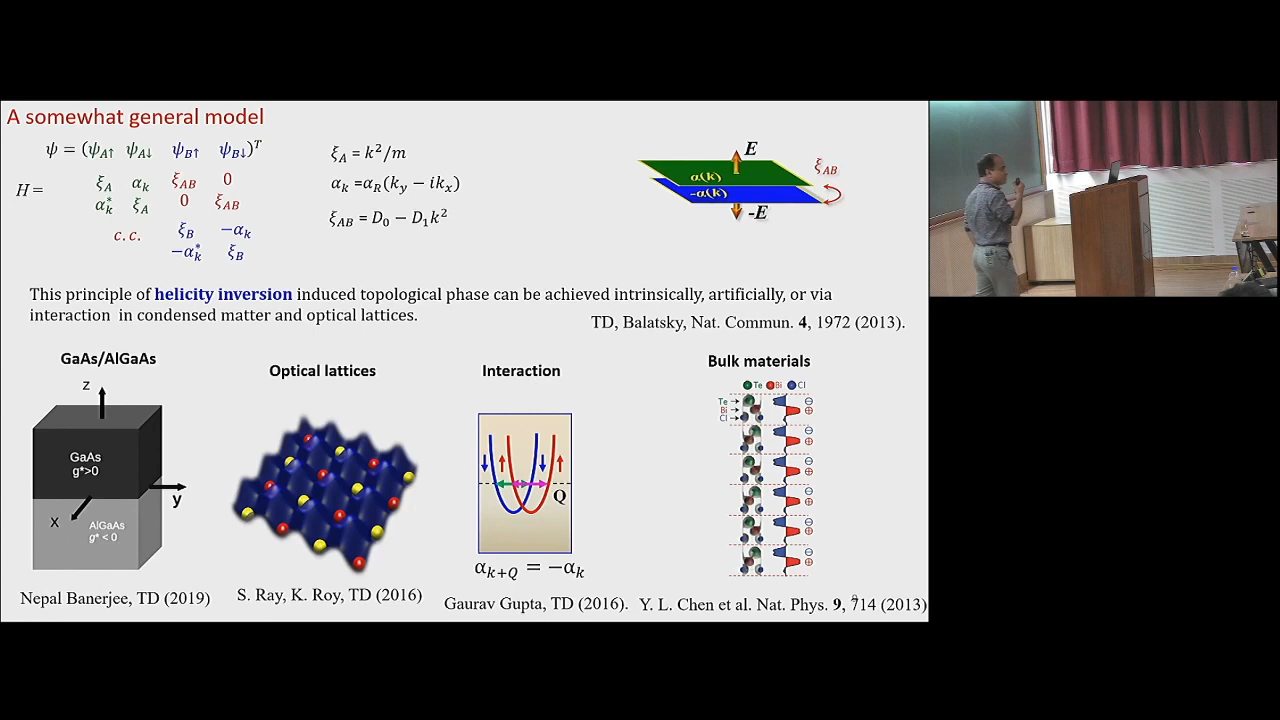 A somewhat general model
ψ = (ψ_A↑ ψ_A↓ ψ_B↑ ψ_B↓)^T
H = ξ_A α_k ξ_AB 0
α_k^* ξ_A 0 ξ_AB
c.c. ξ_B −α_k
−α_k^* ξ_B
ξ_A = k²/m
α_k =α_R(k_y − ik_x)
ξ_AB = D_0 − D_1k²
E
α(k)
-α(k)
-E
ξ_AB
This principle of helicity inversion induced topological phase can be achieved intrinsically, artificially, or via
interaction in condensed matter and optical lattices.
TD, Balatsky, Nat. Commun. 4, 1972 (2013).
GaAs/AlGaAs
z
GaAs
g*>0
y
x
AlGaAs
g* < 0
Nepal Banerjee, TD (2019)
Optical lattices
S. Ray, K. Roy, TD (2016)
Interaction
Q
α_k+Q = −α_k
Gaurav Gupta, TD (2016).
Bulk materials
Te Bi Cl
Te
Bi
Cl
Y. L. Chen et al. Nat. Phys. 9, 714 (2013)